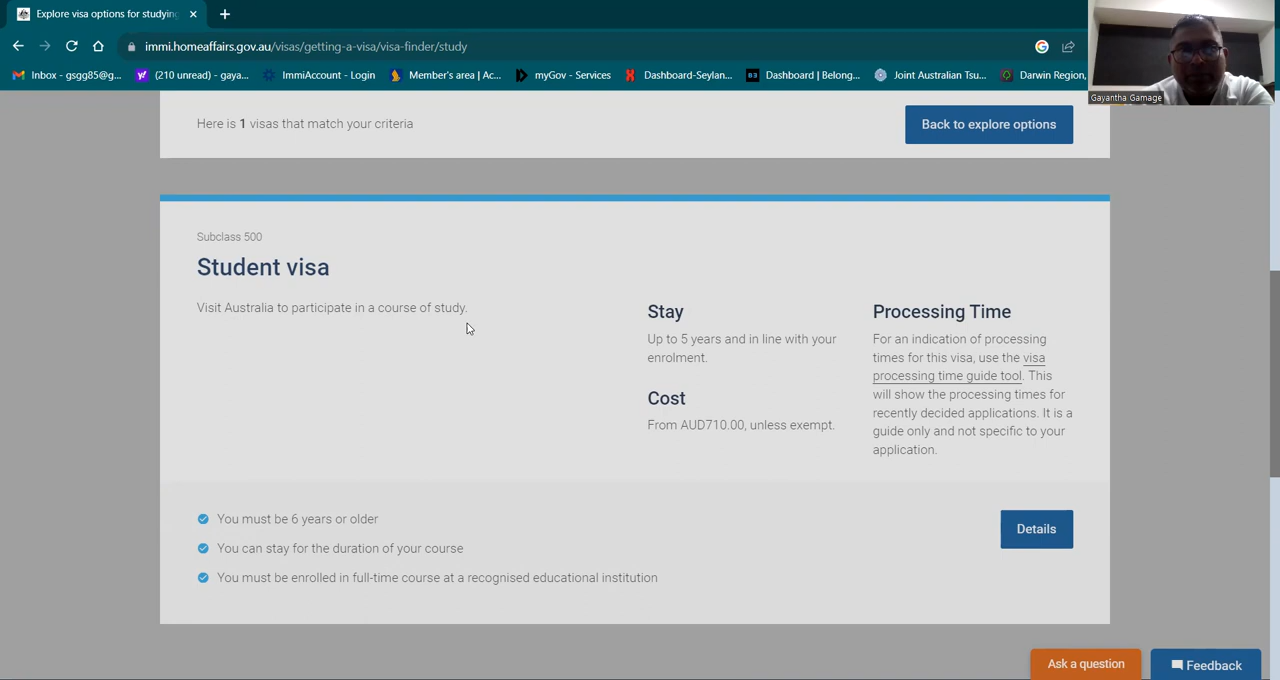 Explore visa options for studying
immi.homeaffairs.gov.au/visas/getting-a-visa/visa-finder/study
Inbox - gsgg85@g...
(210 unread) - gaya...
ImmiAccount - Login
Member's area | Ac...
myGov - Services
Dashboard-Seylan...
Dashboard | Belong...
Joint Australian Tsu...
Darwin Region,
Gayantha Gamage
Here is 1 visas that match your criteria
Back to explore options
Subclass 500
Student visa
Visit Australia to participate in a course of study.
Stay
Up to 5 years and in line with your
enrolment.
Cost
From AUD710.00, unless exempt.
Processing Time
For an indication of processing
times for this visa, use the visa
processing time guide tool. This
will show the processing times for
recently decided applications. It is a
guide only and not specific to your
application.
You must be 6 years or older
You can stay for the duration of your course
You must be enrolled in full-time course at a recognised educational institution
Details
Ask a question
Feedback